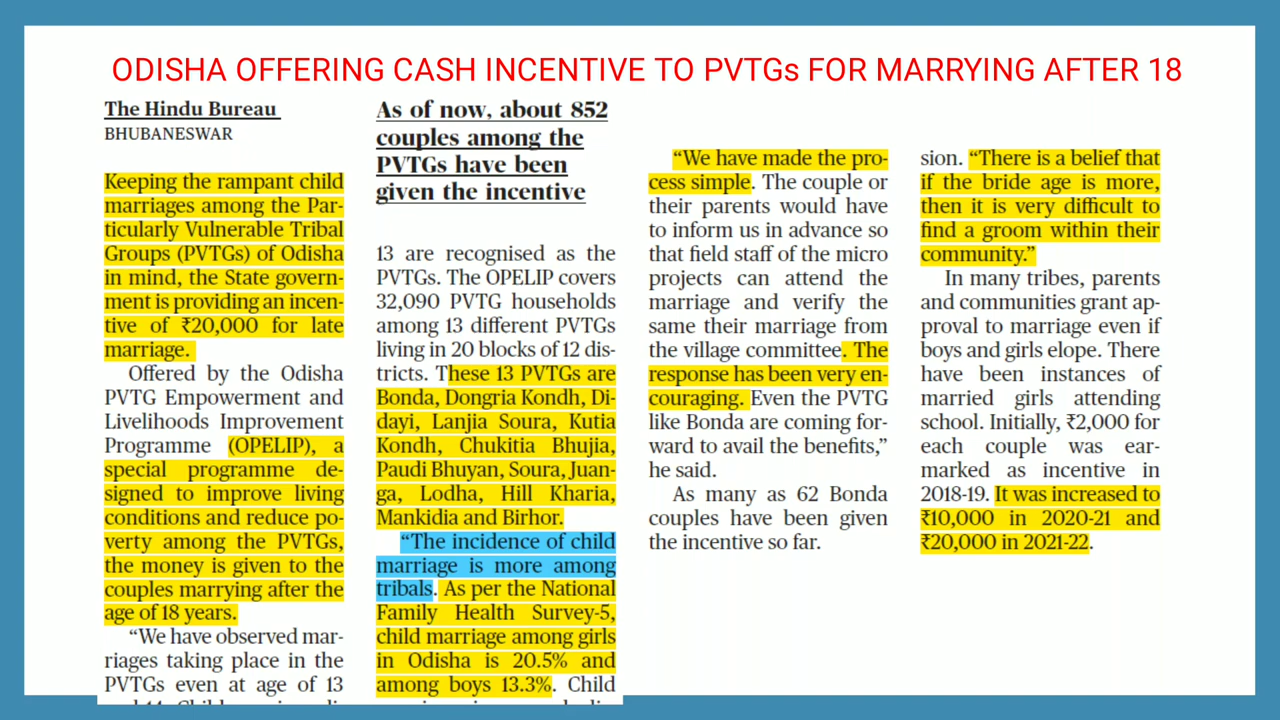 ODISHA OFFERING CASH INCENTIVE TO PVTGs FOR MARRYING AFTER 18
The Hindu Bureau
BHUBANESWAR
Keeping the rampant child
marriages among the Par-
ticularly Vulnerable Tribal
Groups (PVTGs) of Odisha
in mind, the State govern-
ment is providing an incen-
tive of ₹20,000 for late
marriage.
Offered by the Odisha
PVTG Empowerment and
Livelihoods Improvement
Programme (OPELIP), a
special programme de-
signed to improve living
conditions and reduce po-
verty among the PVTGs,
the money is given to the
couples marrying after the
age of 18 years.
“We have observed mar-
riages taking place in the
PVTGs even at age of 13
As of now, about 852
couples among the
PVTGs have been
given the incentive
13 are recognised as the
PVTGs. The OPELIP covers
32,090 PVTG households
among 13 different PVTGs
living in 20 blocks of 12 dis-
tricts. These 13 PVTGs are
Bonda, Dongria Kondh, Di-
dayi, Lanjia Soura, Kutia
Kondh, Chukitia Bhujia,
Paudi Bhuyan, Soura, Juan-
ga, Lodha, Hill Kharia,
Mankidia and Birhor.
“The incidence of child
marriage is more among
tribals. As per the National
Family Health Survey-5,
child marriage among girls
in Odisha is 20.5% and
among boys 13.3%. Child
“We have made the pro-
cess simple. The couple or
their parents would have
to inform us in advance so
that field staff of the micro
projects can attend the
marriage and verify the
same their marriage from
the village committee. The
response has been very en-
couraging. Even the PVTG
like Bonda are coming for-
ward to avail the benefits,”
he said.
As many as 62 Bonda
couples have been given
the incentive so far.
sion. “There is a belief that
if the bride age is more,
then it is very difficult to
find a groom within their
community.”
In many tribes, parents
and communities grant ap-
proval to marriage even if
boys and girls elope. There
have been instances of
married girls attending
school. Initially, ₹2,000 for
each couple was ear-
marked as incentive in
2018-19. It was increased to
₹10,000 in 2020-21 and
₹20,000 in 2021-22.